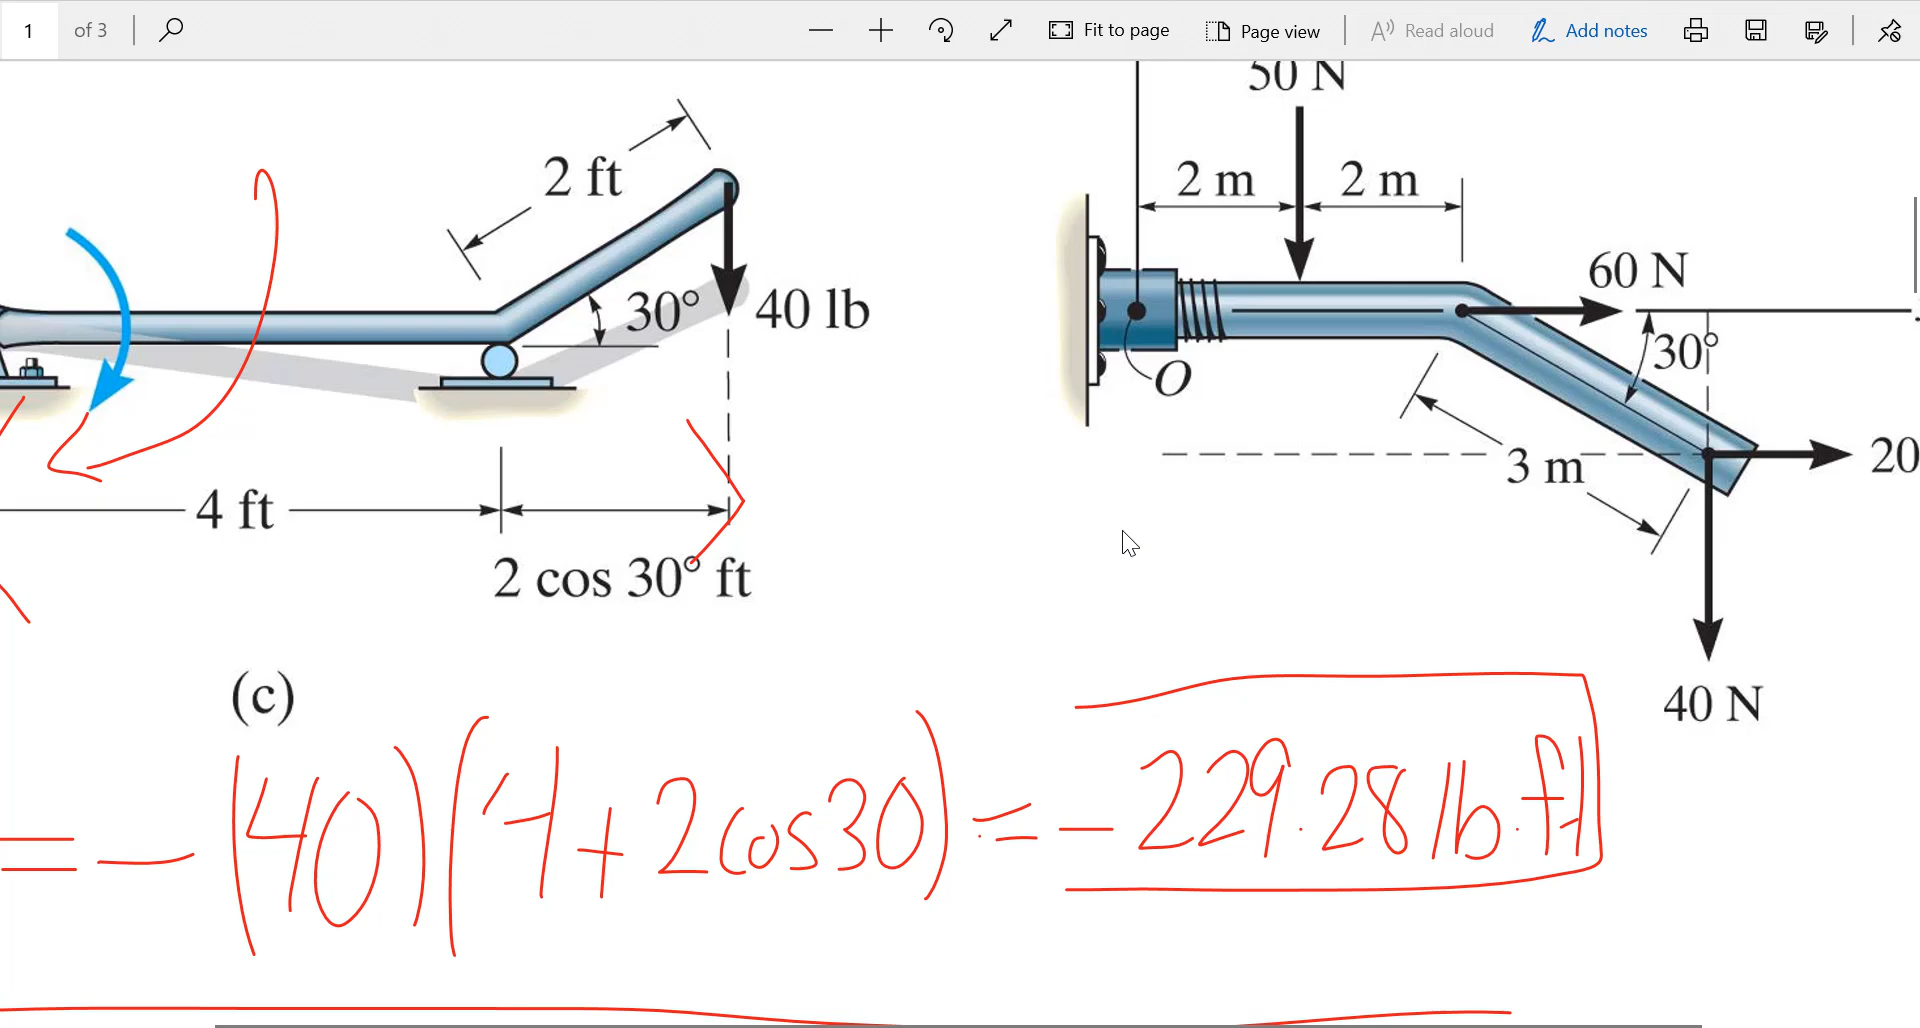 1 of 3 Fit to page Page view Read aloud Add notes
50 N
2 ft 2 m 2 m
60 N
30° 40 lb
30°
O
20
3 m
4 ft
2 cos 30° ft
(c)
40 N
= - (40)(4+2cos30) = -229.28 lb.ft